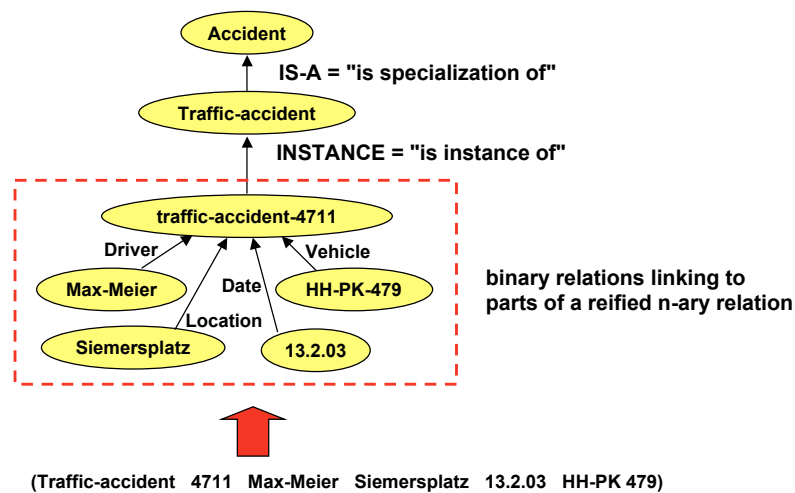 Accident
IS-A = "is specialization of"
Traffic-accident
INSTANCE = "is instance of"
traffic-accident-4711
Driver
Vehicle
Max-Meier
Date
HH-PK-479
binary relations linking to
parts of a reified n-ary relation
Location
Siemersplatz
13.2.03
(Traffic-accident 4711 Max-Meier Siemersplatz 13.2.03 HH-PK 479)